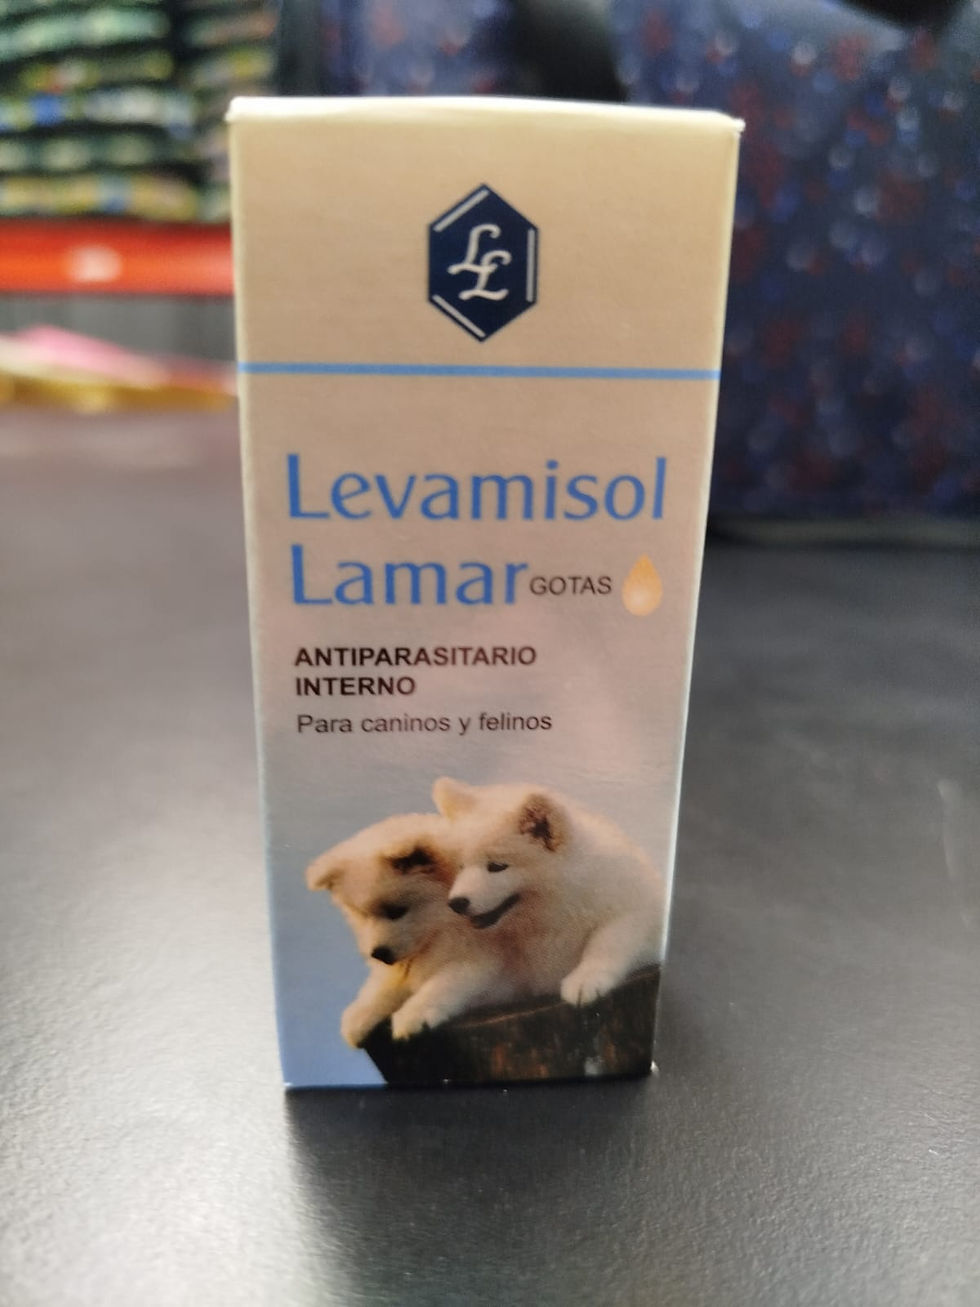 LL
Levamisol
Lamar GOTAS
ANTIPARASITARIO
INTERNO
Para caninos y felinos